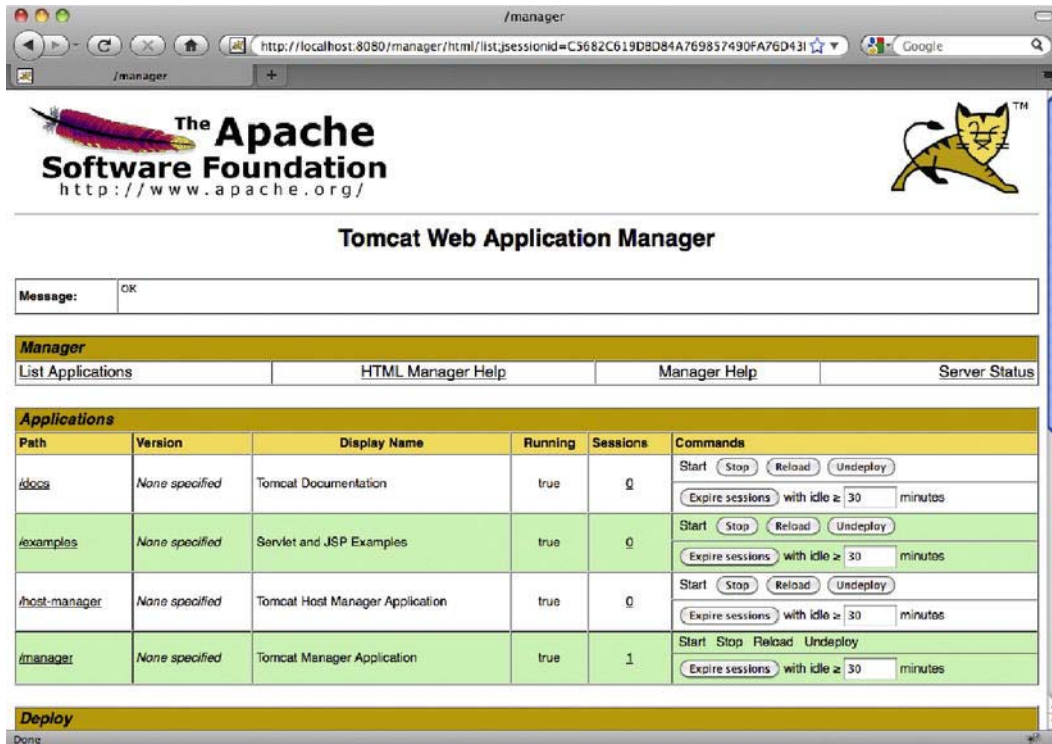 /manager
http://localhost:8080/manager/html/list;jsessionid=C5682C619DBD84A769857490FA76D43I
Google
/manager
The Apache
Software Foundation
http://www.apache.org/
TM
Tomcat Web Application Manager
Message: OK
Manager
List Applications HTML Manager Help Manager Help Server Status
Applications
Path Version Display Name Running Sessions Commands
Start Stop Reload Undeploy
/docs None specified Tomcat Documentation true 0
Expire sessions with idle ≥ 30 minutes
Start Stop Reload Undeploy
/examples None specified Servlet and JSP Examples true 0
Expire sessions with idle ≥ 30 minutes
Start Stop Reload Undeploy
/host-manager None specified Tomcat Host Manager Application true 0
Expire sessions with idle ≥ 30 minutes
Start Stop Reload Undeploy
/manager None specified Tomcat Manager Application true 1
Expire sessions with idle ≥ 30 minutes
Deploy
Done